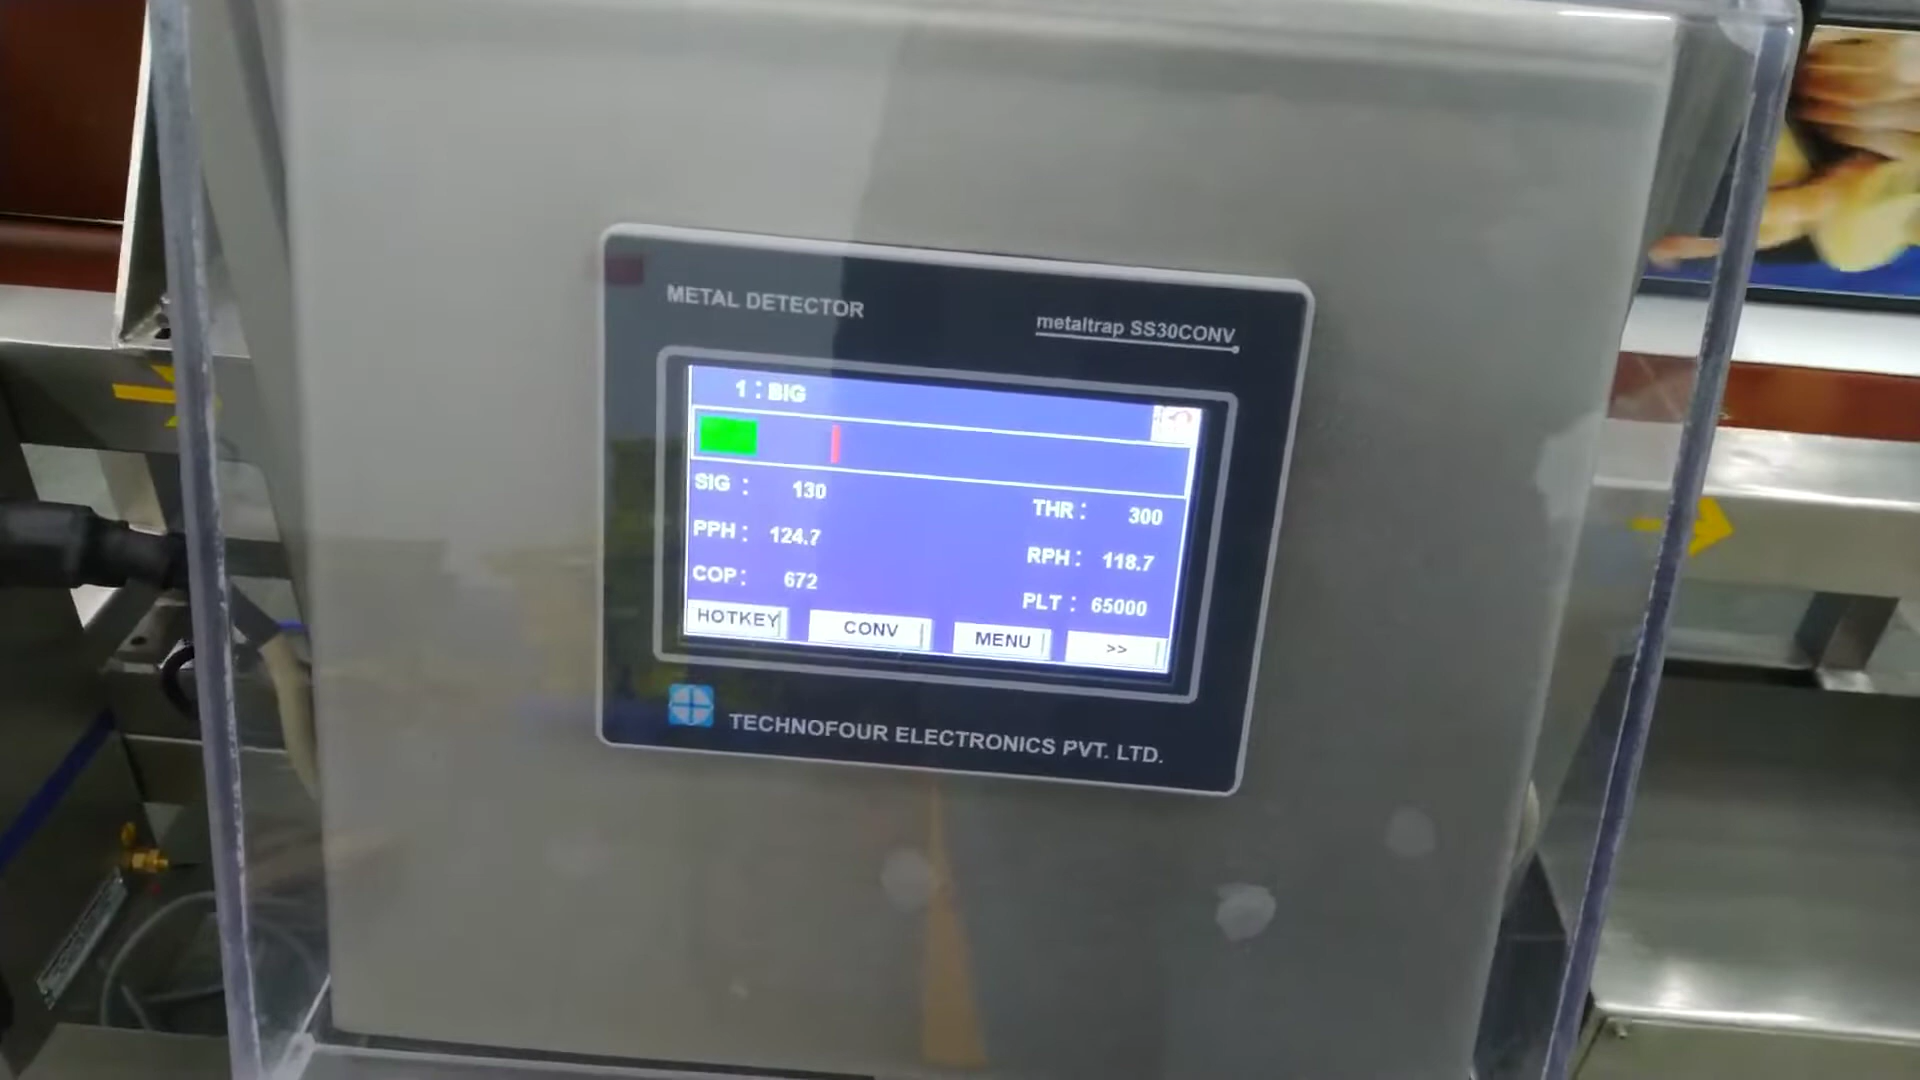 METAL DETECTOR
metaltrap SS30CONV
1 : BIG
SIG : 130
THR : 300
PPH : 124.7
RPH : 118.7
COP : 672
PLT : 65000
HOTKEY CONV MENU >>
TECHNOFOUR ELECTRONICS PVT. LTD.